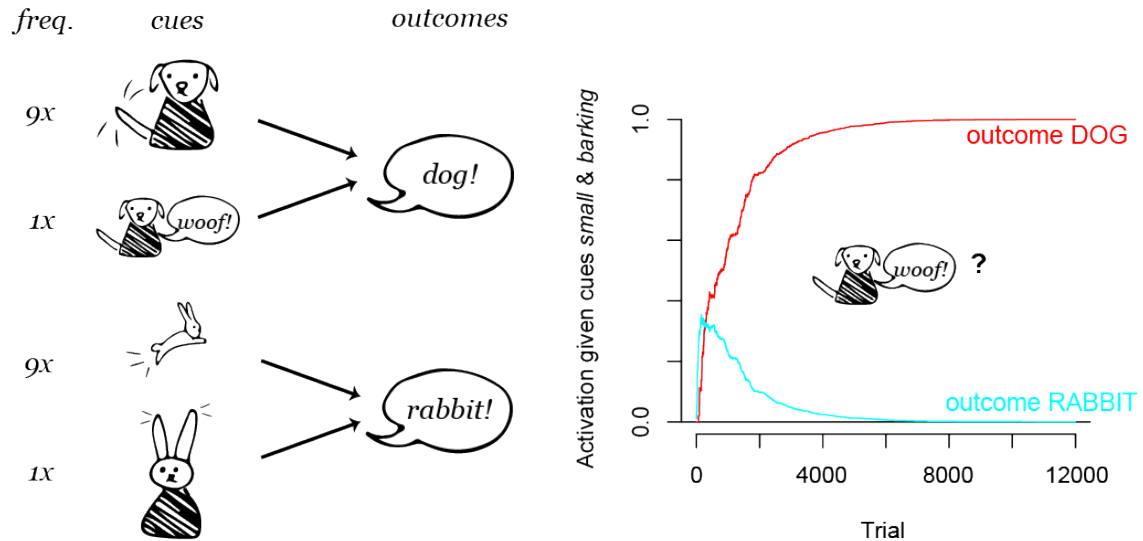 freq.
cues
outcomes
9x
1x
woof!
dog!
9x
1x
rabbit!
Activation given cues small & barking
1.0
0.0
outcome DOG
woof!
?
outcome RABBIT
0
4000
8000
12000
Trial